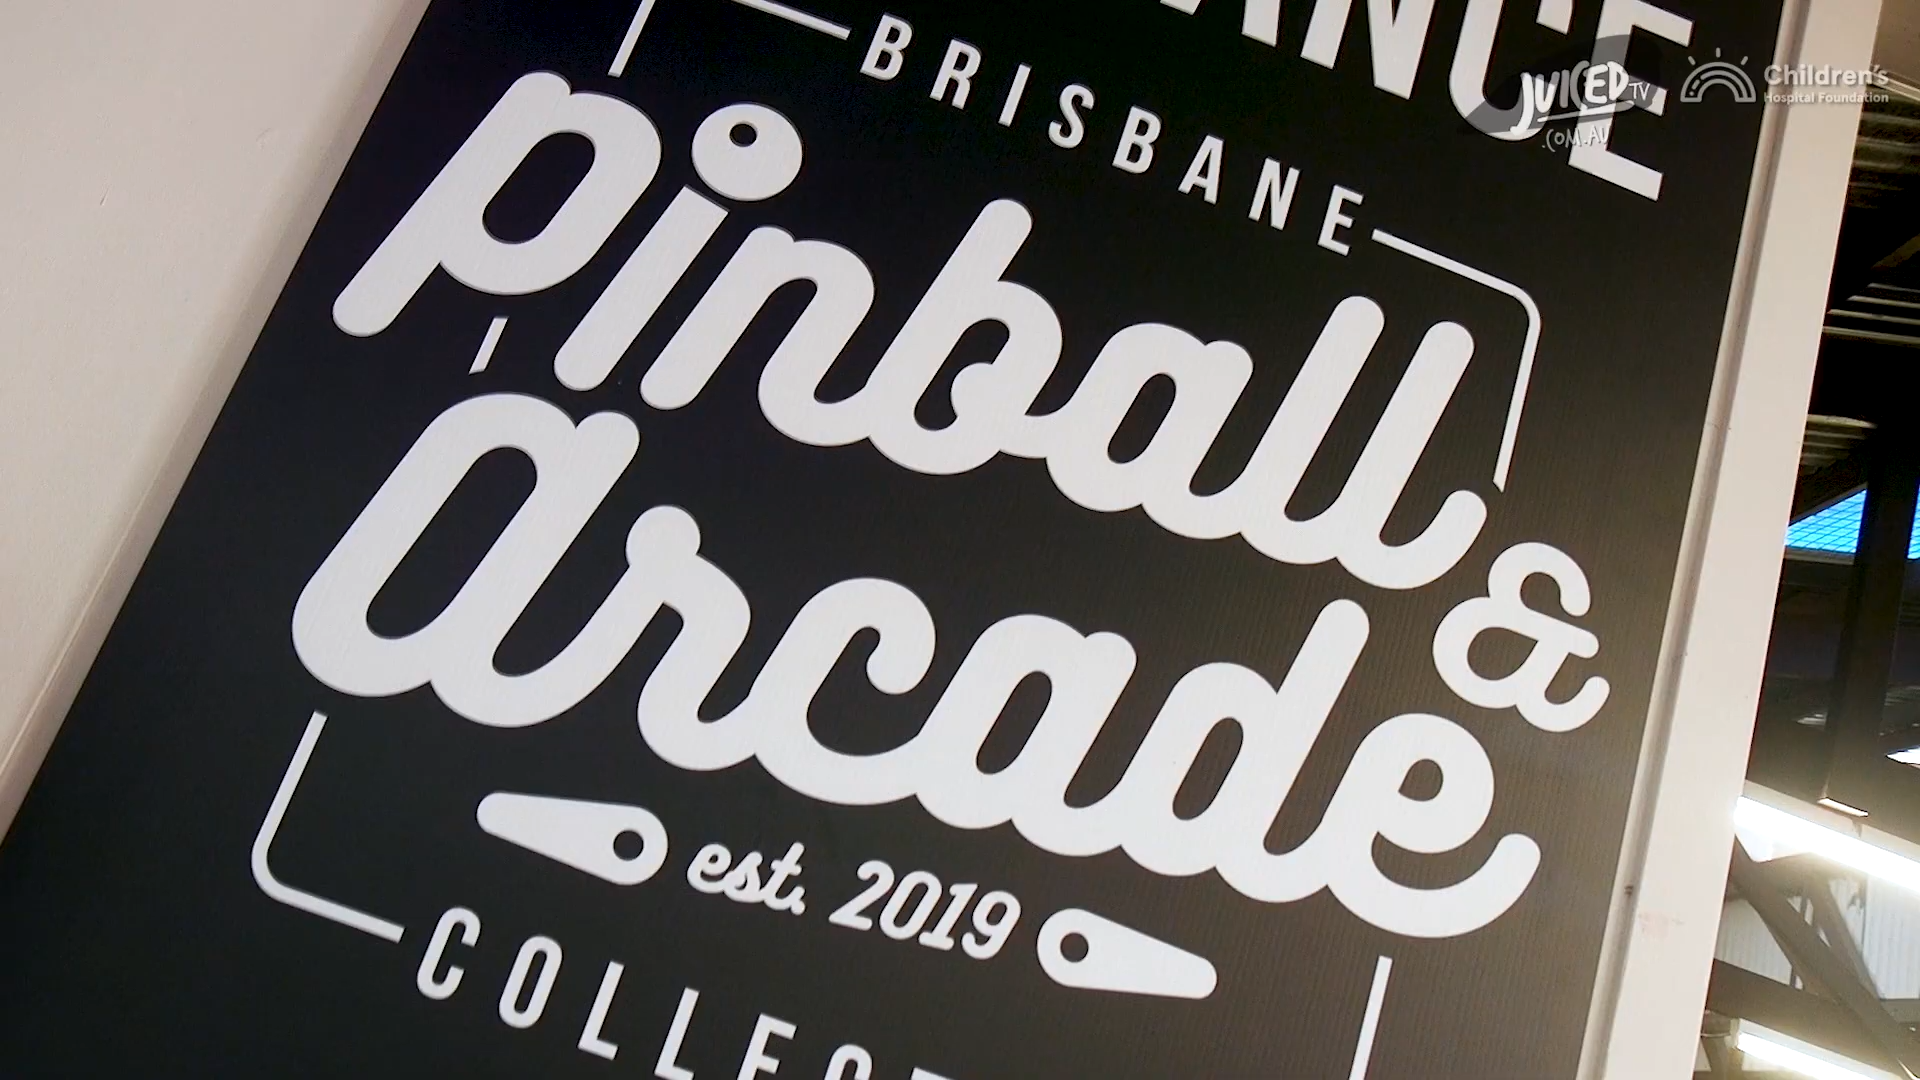 BRISBANE
pinball &
arcade
est. 2019
JUICED TV
.COM.AU
Children's
Hospital Foundation